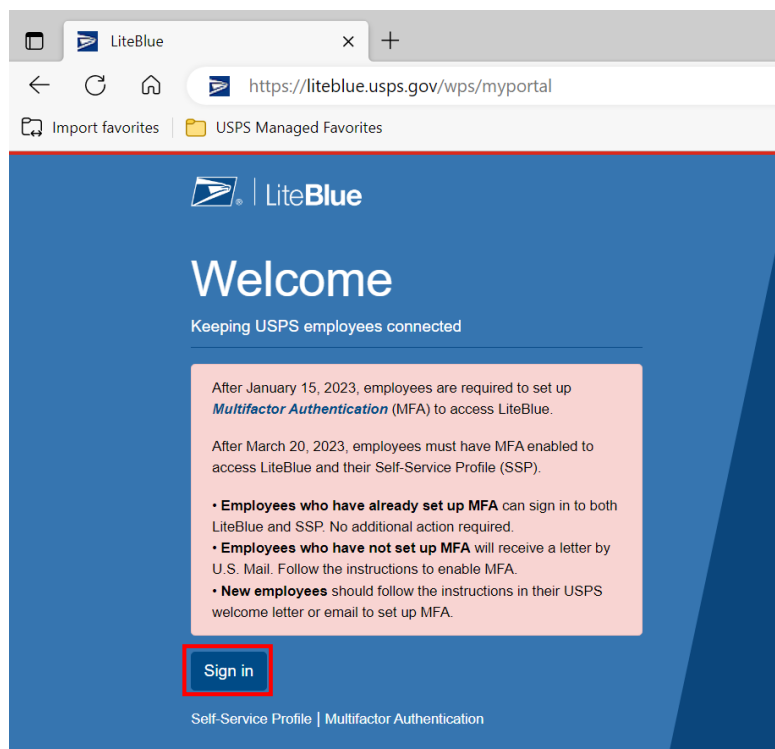 LiteBlue
https://liteblue.usps.gov/wps/myportal
Import favorites
USPS Managed Favorites
® LiteBlue
Welcome
Keeping USPS employees connected
After January 15, 2023, employees are required to set up
Multifactor Authentication (MFA) to access LiteBlue.
After March 20, 2023, employees must have MFA enabled to
access LiteBlue and their Self-Service Profile (SSP).
• Employees who have already set up MFA can sign in to both
LiteBlue and SSP. No additional action required.
• Employees who have not set up MFA will receive a letter by
U.S. Mail. Follow the instructions to enable MFA.
• New employees should follow the instructions in their USPS
welcome letter or email to set up MFA.
Sign in
Self-Service Profile | Multifactor Authentication